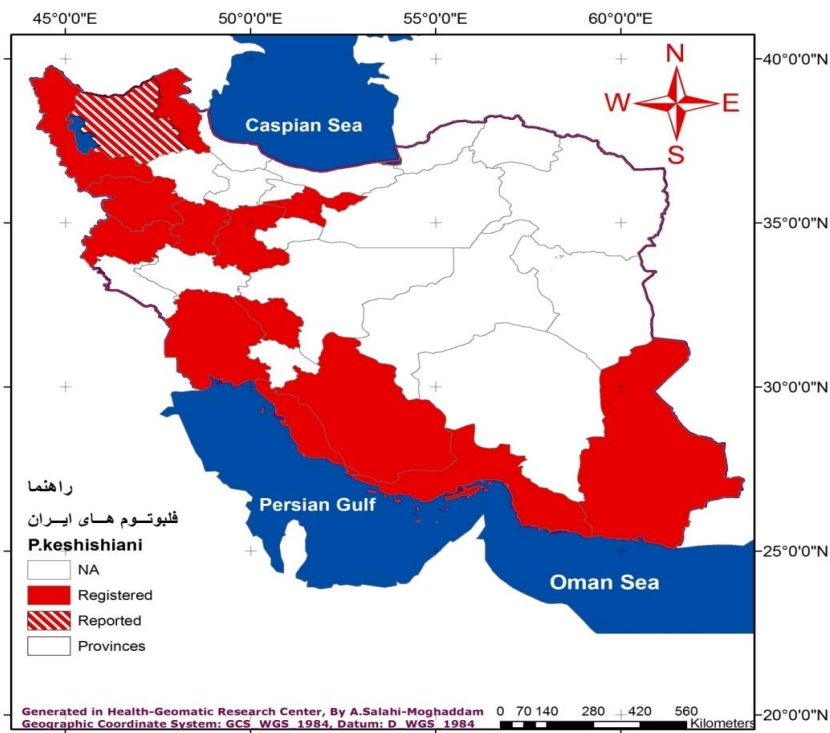 45°0'0"E 50°0'0"E 55°0'0"E 60°0'0"E
40°0'0"N
35°0'0"N
30°0'0"N
25°0'0"N
20°0'0"N
N
W E
S
Caspian Sea
Persian Gulf
Oman Sea
راهنما
فلبوتوم های ایران
P.keshishiani
NA
Registered
Reported
Provinces
Generated in Health-Geomatic Research Center, By A.Salahi-Moghaddam
Geographic Coordinate System: GCS_WGS_1984, Datum: D_WGS_1984
0 70 140 280 420 560
Kilometers